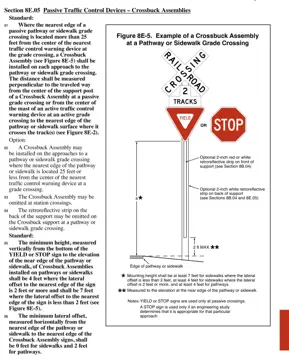 Section 8E.05 Passive Traffic Control Devices – Crossbuck Assemblies
Standard:
01 Where the nearest edge of a
passive pathway or sidewalk grade
crossing is located more than 25
feet from the center of the nearest
traffic control warning device at
the grade crossing, a Crossbuck
Assembly (see Figure 8E-5) shall be
installed on each approach to the
pathway or sidewalk grade crossing.
The distance shall be measured
perpendicular to the traveled way
from the center of the support post
of a Crossbuck Assembly at a passive
grade crossing or from the center of
the mast of an active traffic control
warning device at an active grade
crossing to the nearest edge of the
pathway or sidewalk surface where it
crosses the track(s) (see Figure 8E-2).
Option:
02 A Crossbuck Assembly may
be installed on the approaches to a
pathway or sidewalk grade crossing
where the nearest edge of the pathway
or sidewalk is located 25 feet or
less from the center of the nearest
traffic control warning device at a
grade crossing.
03 The Crossbuck Assembly may be
omitted at station crossings.
04 The retroreflective strip on the
back of the support may be omitted on
the Crossbuck support at a pathway or
sidewalk grade crossing.
Standard:
05 The minimum height, measured
vertically from the bottom of the
YIELD or STOP sign to the elevation
of the near edge of the pathway or
sidewalk, of Crossbuck Assemblies
installed on pathways or sidewalks
shall be 4 feet where the lateral
offset to the nearest edge of the sign
is 2 feet or more and shall be 7 feet
where the lateral offset to the nearest
edge of the sign is less than 2 feet (see
Figure 8E-5).
06 The minimum lateral offset,
measured horizontally from the
nearest edge of the pathway or
sidewalk to the nearest edge of the
Crossbuck Assembly signs, shall
be 0 feet for sidewalks and 2 feet
for pathways.
Figure 8E-5. Example of a Crossbuck Assembly
at a Pathway or Sidewalk Grade Crossing
RAILROAD
CROSSING
2
TRACKS
YIELD
OR
STOP
Optional 2-inch red or white
retroreflective strip on front of
support (see Section 8B.04)
Optional 2-inch white retroreflective
strip on back of support
(see Sections 8B.04 and 8E.05)
2 ft MAX. ★★
Edge of pathway or sidewalk
★ Mounting height shall be at least 7 feet for sidewalks where the lateral
offset is less than 2 feet, at least 4 feet for sidewalks where the lateral
offset is 2 feet or more, and at least 4 feet for pathways.
★★ Measured to the elevation at the near edge of the pathway or sidewalk.
Notes: YIELD or STOP signs are used only at passive crossings.
A STOP sign is used only if an engineering study
determines that it is appropriate for that particular
approach